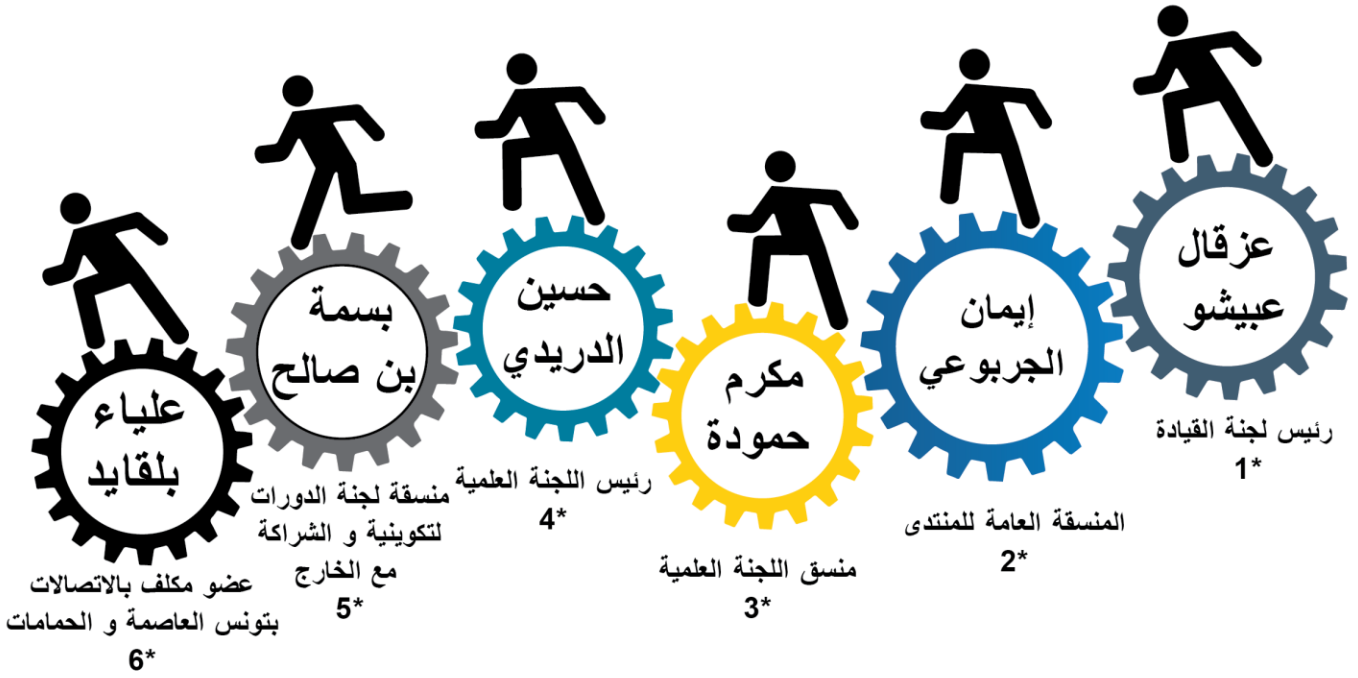 عزقال
عبيشو
رئيس لجنة القيادة
1*
إيمان
الجربوعي
المنسقة العامة للمنتدى
2*
مكرم
حمودة
منسق اللجنة العلمية
3*
حسين
الدريدي
رئيس اللجنة العلمية
4*
بسمة
بن صالح
منسقة لجنة الدورات
لتكوينية و الشراكة
مع الخارج
5*
علياء
بلقايد
عضو مكلف بالاتصالات
بتونس العاصمة و الحمامات
6*